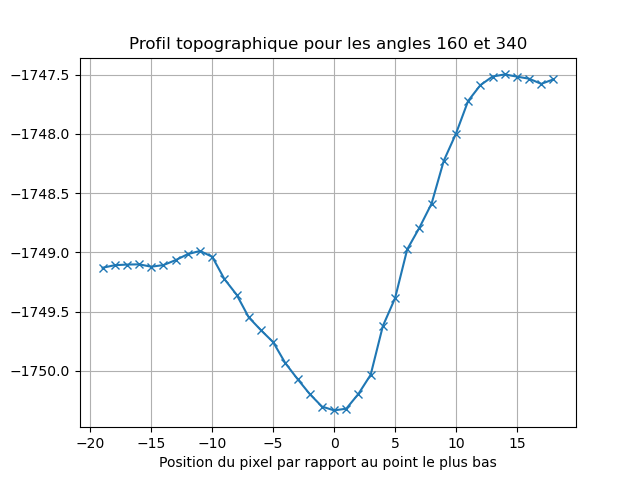 Profil topographique pour les angles 160 et 340
−1747.5
−1748.0
−1748.5
−1749.0
−1749.5
−1750.0
−20 −15 −10 −5 0 5 10 15
Position du pixel par rapport au point le plus bas